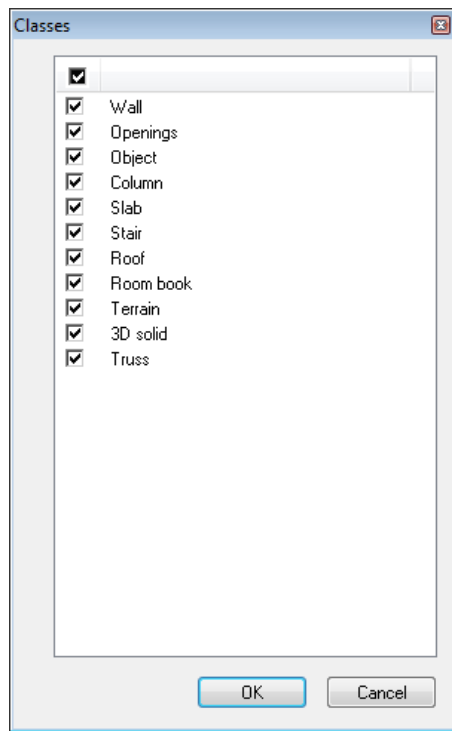 Classes
Wall
Openings
Object
Column
Slab
Stair
Roof
Room book
Terrain
3D solid
Truss
OK
Cancel